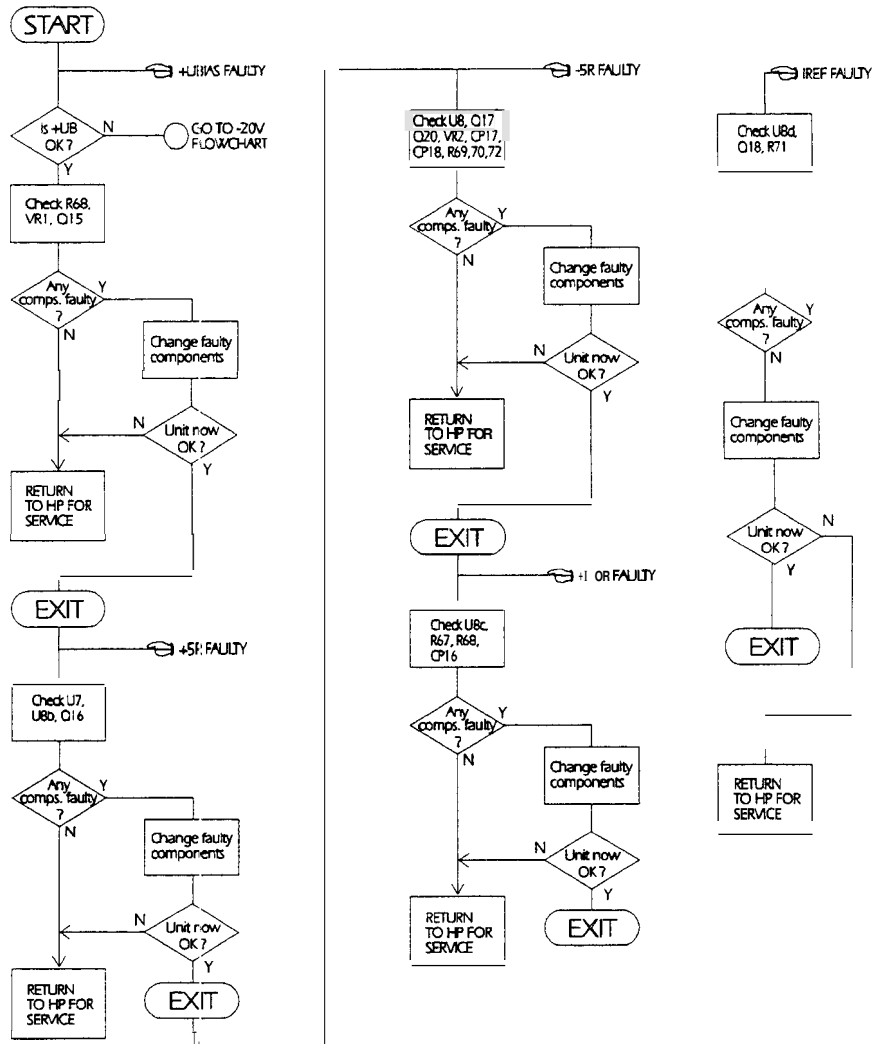 START
+UBIAS FAULTY
Is +UB
OK?
N
GO TO -20V
FLOWCHART
Y
Check R68,
VR1, Q15
Any
comps. faulty
?
Y
N
Change faulty
components
Unit now
OK?
N
Y
RETURN
TO HP FOR
SERVICE
EXIT
+5R FAULTY
Check U7,
U8b, Q16
Any
comps. faulty
?
Y
N
Change faulty
components
Unit now
OK?
N
Y
RETURN
TO HP FOR
SERVICE
EXIT
-5R FAULTY
Check U8, Q17
Q20, VR2, CP17,
CP18, R69,70,72
Any
comps. faulty
?
Y
N
Change faulty
components
Unit now
OK?
N
Y
RETURN
TO HP FOR
SERVICE
EXIT
OR FAULTY
Check U8c,
R67, R68,
CP16
Any
comps. faulty
?
Y
N
Change faulty
components
Unit now
OK?
N
Y
RETURN
TO HP FOR
SERVICE
EXIT
IREF FAULTY
Check U8d,
Q18, R71
Any
comps. faulty
?
Y
N
Change faulty
components
Unit now
OK?
N
Y
EXIT
RETURN
TO HP FOR
SERVICE